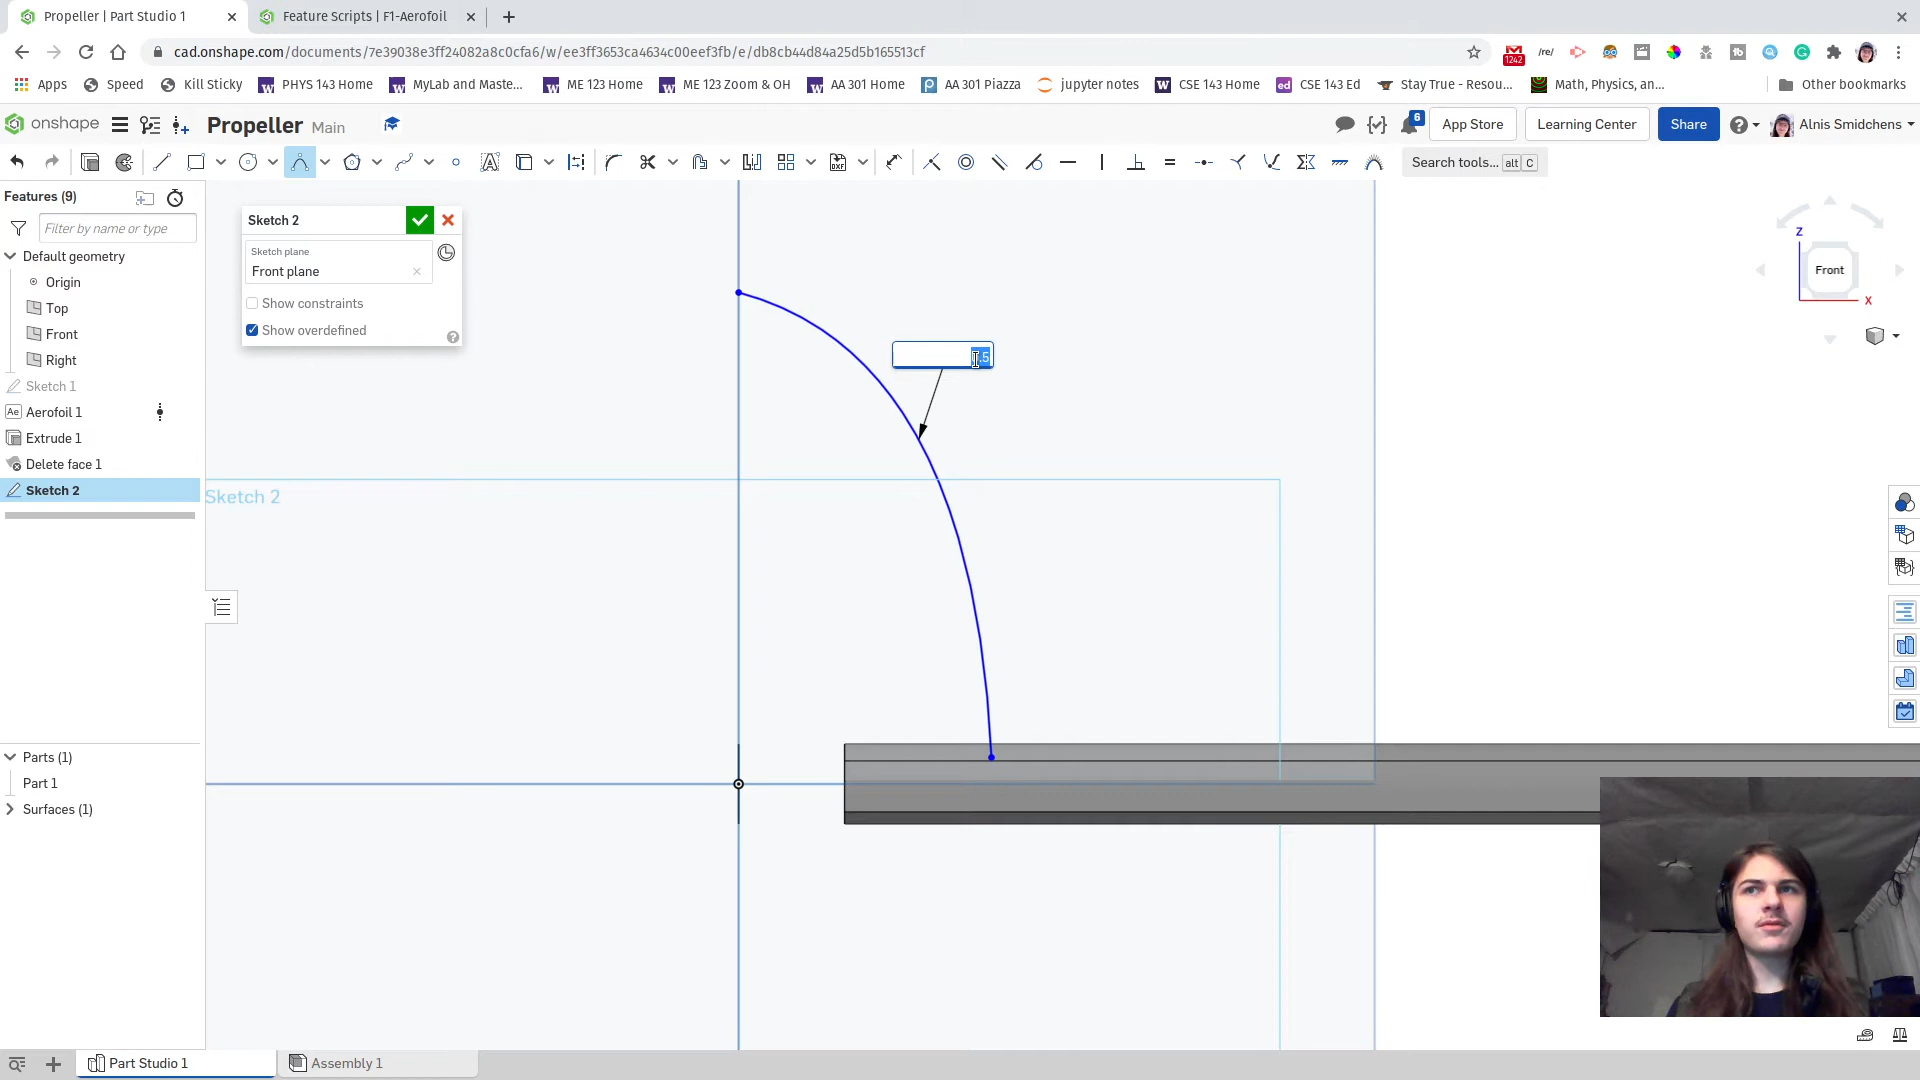 Propeller | Part Studio 1
Feature Scripts | F1-Aerofoil
cad.onshape.com/documents/7e39038e3ff24082a8c0cfa6/w/ee3ff3653ca4634c00eef3fb/e/db8cb44d84a25d5b165513cf
1242
/re/
Apps
Speed
Kill Sticky
PHYS 143 Home
MyLab and Maste...
ME 123 Home
ME 123 Zoom & OH
AA 301 Home
AA 301 Piazza
jupyter notes
CSE 143 Home
CSE 143 Ed
Stay True - Resou...
Math, Physics, an...
Other bookmarks
onshape
Propeller Main
6
App Store
Learning Center
Share
Alnis Smidchens
Search tools... alt C
Features (9)
Filter by name or type
Default geometry
Origin
Top
Front
Right
Sketch 1
Aerofoil 1
Extrude 1
Delete face 1
Sketch 2
Parts (1)
Part 1
Surfaces (1)
Sketch 2
Sketch plane
Front plane
Show constraints
Show overdefined
.5
Sketch 2
Z
Front
X
Part Studio 1
Assembly 1